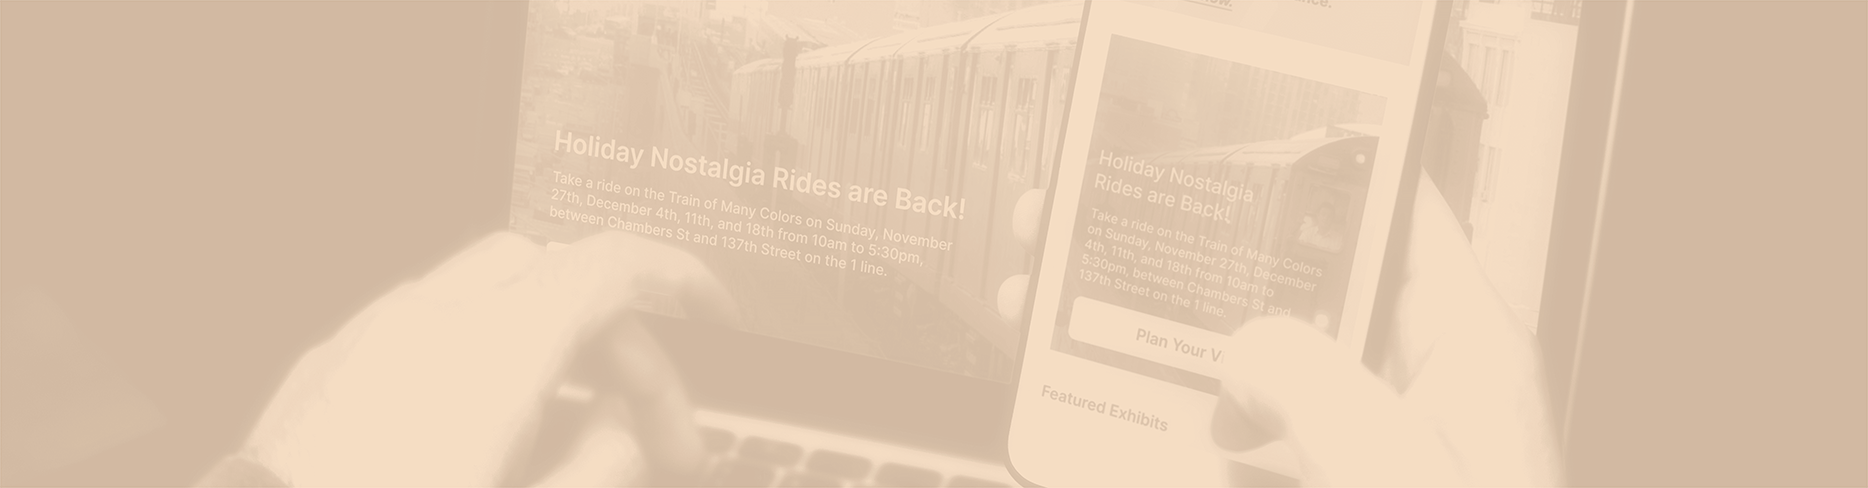 Holiday Nostalgia Rides are Back!
Take a ride on the Train of Many Colors on Sunday, November
27th, December 4th, 11th, and 18th from 10am to 5:30pm,
between Chambers St and 137th Street on the 1 line.
Holiday Nostalgia
Rides are Back!
Take a ride on the Train of Many Colors
on Sunday, November 27th, December
4th, 11th, and 18th from 10am to
5:30pm, between Chambers St and
137th Street on the 1 line.
Plan Your V
Featured Exhibits